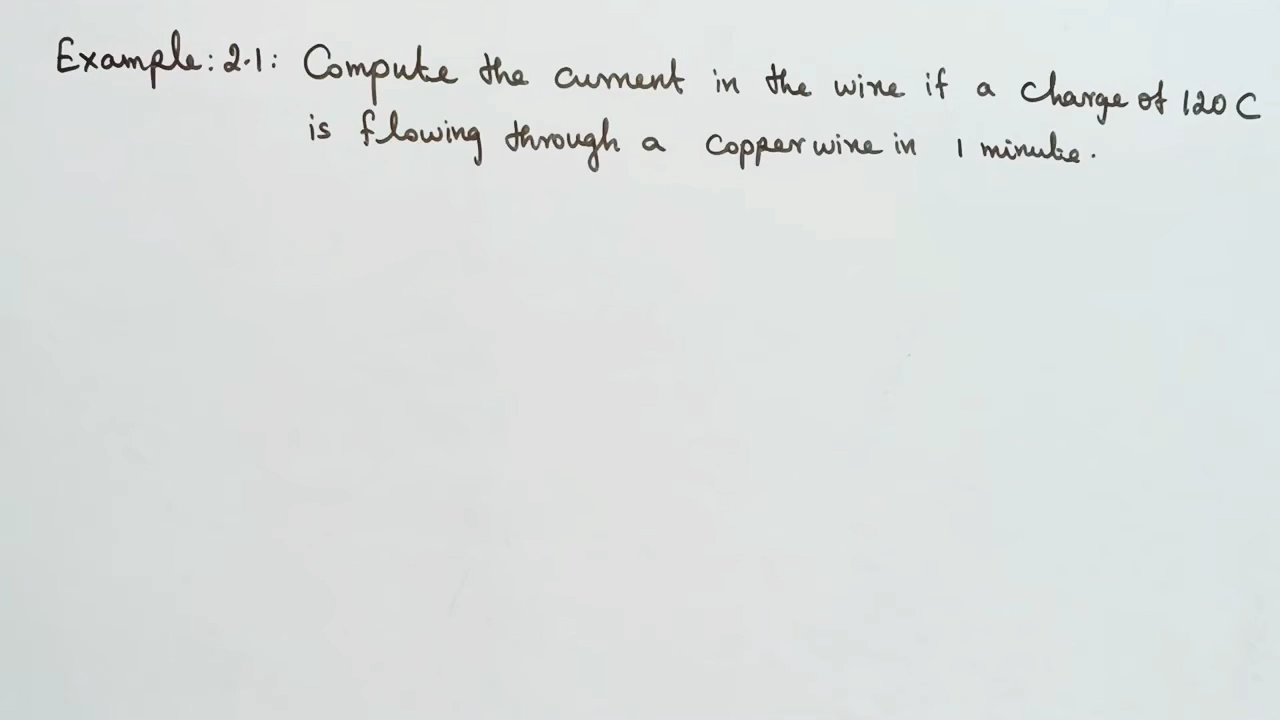 Example: 2.1: Compute the current in the wire if a charge of 120 C
is flowing through a copper wire in 1 minute.